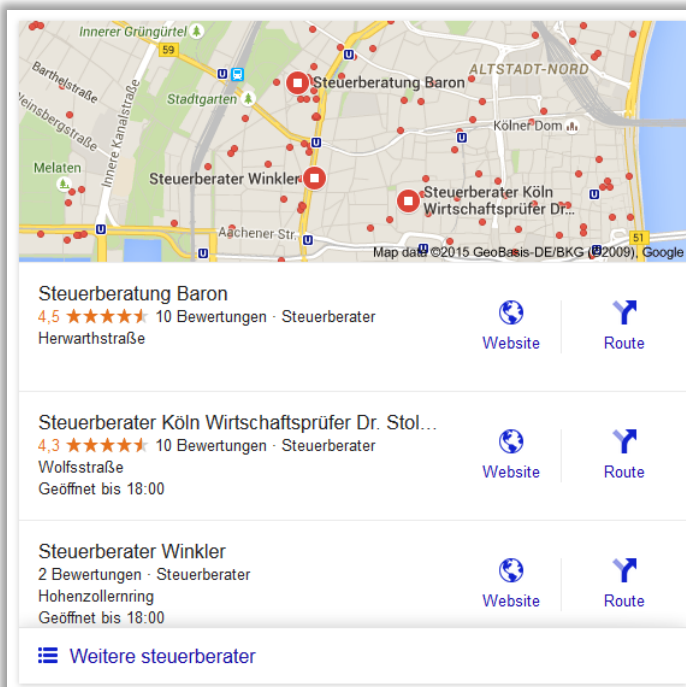 Innerer Grüngürtel
59
Barthelstraße
Stadtgarten
Steuerberatung Baron
ALTSTADT-NORD
Innere Kanalstraße
Kölner Dom
Melaten
Steuerberater Winkler
Steuerberater Köln
Wirtschaftsprüfer Dr...
Aachener Str.
51
Map data ©2015 GeoBasis-DE/BKG (©2009), Google
Steuerberatung Baron
4,5 10 Bewertungen · Steuerberater
Herwarthstraße
Website
Route
Steuerberater Köln Wirtschaftsprüfer Dr. Stol...
4,3 10 Bewertungen · Steuerberater
Wolfsstraße
Geöffnet bis 18:00
Website
Route
Steuerberater Winkler
2 Bewertungen · Steuerberater
Hohenzollernring
Geöffnet bis 18:00
Website
Route
Weitere steuerberater